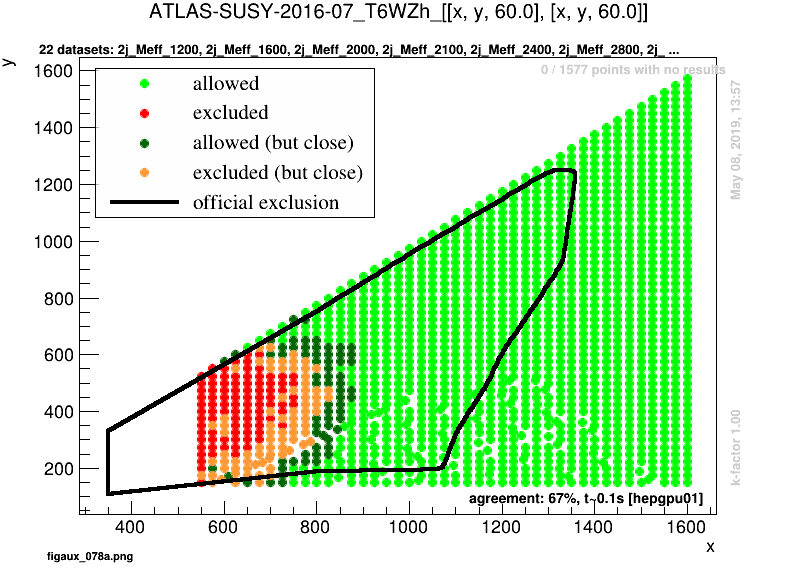 ATLAS-SUSY-2016-07_T6WZh_[[x, y, 60.0], [x, y, 60.0]]
22 datasets: 2j_Meff_1200, 2j_Meff_1600, 2j_Meff_2000, 2j_Meff_2100, 2j_Meff_2400, 2j_Meff_2800, 2j_ ...
y
0 / 1577 points with no results
allowed
excluded
allowed (but close)
excluded (but close)
official exclusion
May 08, 2019, 13:57
k-factor 1.00
1600
1400
1200
1000
800
600
400
200
agreement: 67%, t~0.1s [hepgpu01]
400 600 800 1000 1200 1400 1600
x
figaux_078a.png